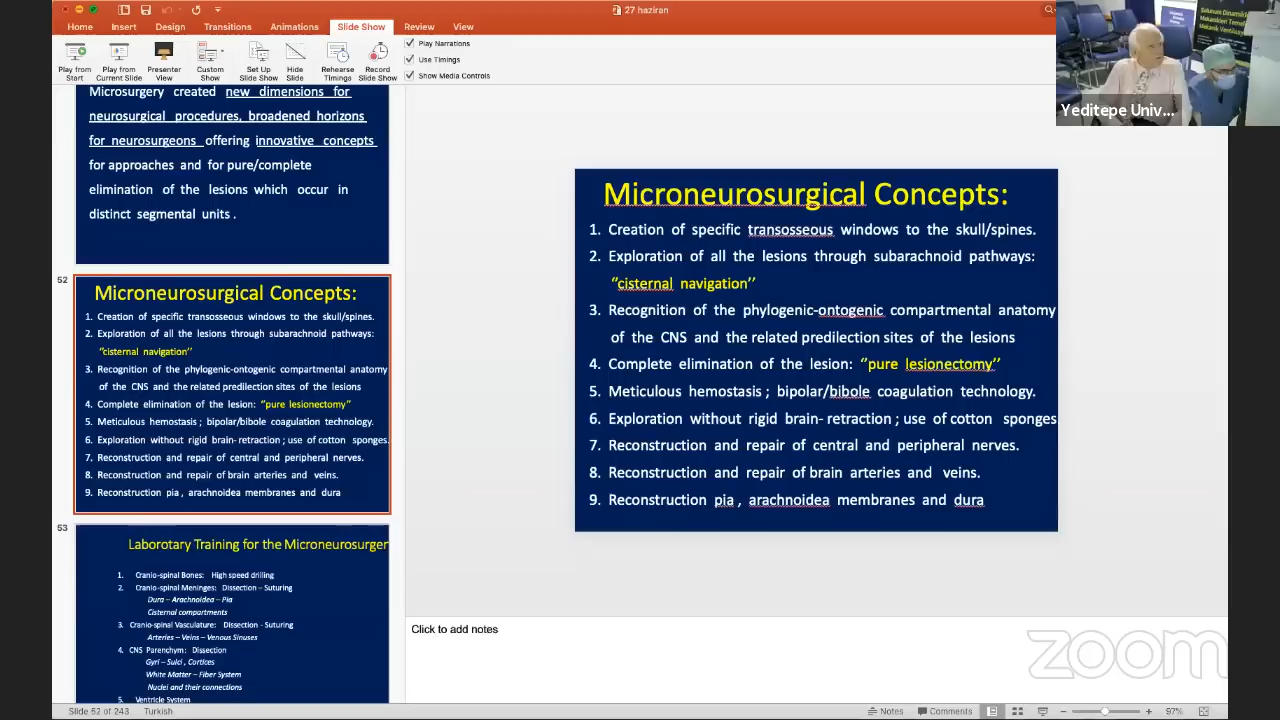 27 haziran
Home Insert Design Transitions Animations Slide Show Review View
Play from Start
Play from Current Slide
Presenter View
Custom Show
Set Up Slide Show
Hide Slide
Rehearse Timings
Record Slide Show
Play Narrations
Use Timings
Show Media Controls
Yeditepe Univ...
Microsurgery created new dimensions for
neurosurgical procedures, broadened horizons
for neurosurgeons offering innovative concepts
for approaches and for pure/complete
elimination of the lesions which occur in
distinct segmental units .
52
Microneurosurgical Concepts:
1. Creation of specific transosseous windows to the skull/spines.
2. Exploration of all the lesions through subarachnoid pathways:
“cisternal navigation’’
3. Recognition of the phylogenic-ontogenic compartmental anatomy
of the CNS and the related predilection sites of the lesions
4. Complete elimination of the lesion: “pure lesionectomy”
5. Meticulous hemostasis ; bipolar/bibole coagulation technology.
6. Exploration without rigid brain- retraction ; use of cotton sponges.
7. Reconstruction and repair of central and peripheral nerves.
8. Reconstruction and repair of brain arteries and veins.
9. Reconstruction pia , arachnoidea membranes and dura
53
Laborotary Training for the Microneurosurger
1. Cranio-spinal Bones: High speed drilling
2. Cranio-spinal Meninges: Dissection – Suturing
Dura – Arachnoidea – Pia
Cisternal compartments
3. Cranio-spinal Vasculature: Dissection - Suturing
Arteries – Veins – Venous Sinuses
4. CNS Parenchym : Dissection
Gyri – Sulci , Cortices
White Matter – Fiber System
Nuclei and their connections
5. Ventricle System
Microneurosurgical Concepts:
1. Creation of specific transosseous windows to the skull/spines.
2. Exploration of all the lesions through subarachnoid pathways:
“cisternal navigation’’
3. Recognition of the phylogenic-ontogenic compartmental anatomy
of the CNS and the related predilection sites of the lesions
4. Complete elimination of the lesion: “pure lesionectomy’’
5. Meticulous hemostasis ; bipolar/bibole coagulation technology.
6. Exploration without rigid brain- retraction ; use of cotton sponges
7. Reconstruction and repair of central and peripheral nerves.
8. Reconstruction and repair of brain arteries and veins.
9. Reconstruction pia , arachnoidea membranes and dura
Click to add notes
zoom
Slide 52 of 243 Turkish Notes Comments 97%